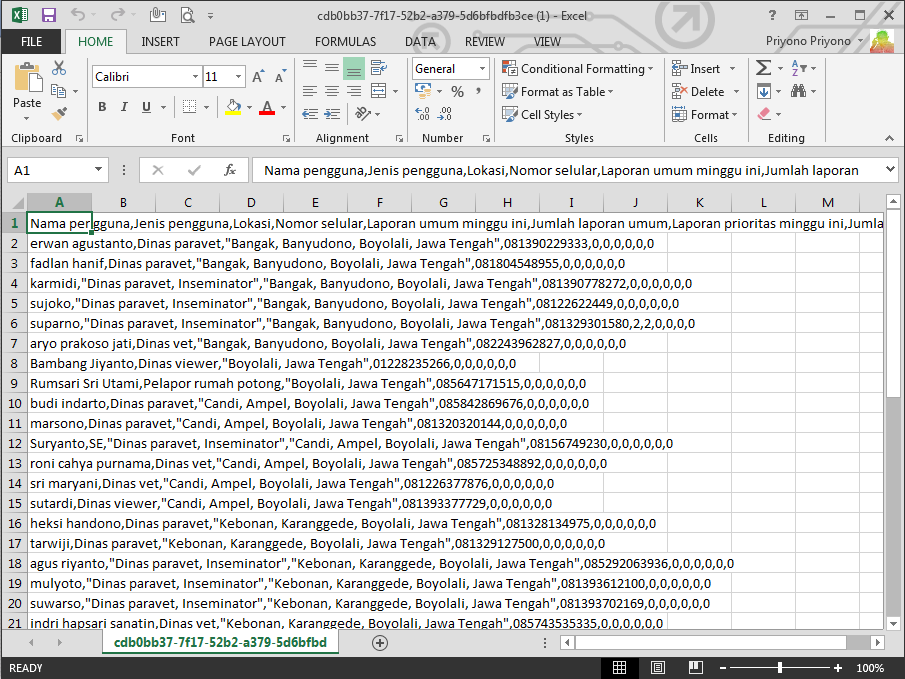 cdb0bb37-7f17-52b2-a379-5d6bfbdfb3ce (1) - Excel
FILE HOME INSERT PAGE LAYOUT FORMULAS DATA REVIEW VIEW Priyono Priyono
Calibri 11 General Conditional Formatting Insert
Paste Format as Table Delete
Cell Styles Format
Clipboard Font Alignment Number Styles Cells Editing
A1 fx Nama pengguna,Jenis pengguna,Lokasi,Nomor selular,Laporan umum minggu ini,Jumlah laporan
A B C D E F G H I J K L M
1 Nama pengguna,Jenis pengguna,Lokasi,Nomor selular,Laporan umum minggu ini,Jumlah laporan umum,Laporan prioritas minggu ini,Jumla
2 erwan agustanto,Dinas paravet,"Bangak, Banyudono, Boyolali, Jawa Tengah",081390229333,0,0,0,0,0,0
3 fadlan hanif,Dinas paravet,"Bangak, Banyudono, Boyolali, Jawa Tengah",081804548955,0,0,0,0,0,0
4 karmidi,"Dinas paravet, Inseminator","Bangak, Banyudono, Boyolali, Jawa Tengah",081390778272,0,0,0,0,0,0
5 sujoko,"Dinas paravet, Inseminator","Bangak, Banyudono, Boyolali, Jawa Tengah",08122622449,0,0,0,0,0,0
6 suparno,"Dinas paravet, Inseminator","Bangak, Banyudono, Boyolali, Jawa Tengah",081329301580,2,2,0,0,0,0
7 aryo prakoso jati,Dinas vet,"Bangak, Banyudono, Boyolali, Jawa Tengah",082243962827,0,0,0,0,0,0
8 Bambang Jiyanto,Dinas viewer,"Boyolali, Jawa Tengah",01228235266,0,0,0,0,0,0
9 Rumsari Sri Utami,Pelapor rumah potong,"Boyolali, Jawa Tengah",085647171515,0,0,0,0,0,0
10 budi indarto,Dinas paravet,"Candi, Ampel, Boyolali, Jawa Tengah",085842869676,0,0,0,0,0,0
11 marsono,Dinas paravet,"Candi, Ampel, Boyolali, Jawa Tengah",081320320144,0,0,0,0,0,0
12 Suryanto,SE,"Dinas paravet, Inseminator","Candi, Ampel, Boyolali, Jawa Tengah",08156749230,0,0,0,0,0,0
13 roni cahya purnama,Dinas vet,"Candi, Ampel, Boyolali, Jawa Tengah",085725348892,0,0,0,0,0,0
14 sri maryani,Dinas vet,"Candi, Ampel, Boyolali, Jawa Tengah",081226377876,0,0,0,0,0,0
15 sutardi,Dinas viewer,"Candi, Ampel, Boyolali, Jawa Tengah",081393377729,0,0,0,0,0,0
16 heksi handono,Dinas paravet,"Kebonan, Karanggede, Boyolali, Jawa Tengah",081328134975,0,0,0,0,0,0
17 tarwiji,Dinas paravet,"Kebonan, Karanggede, Boyolali, Jawa Tengah",081329127500,0,0,0,0,0,0
18 agus riyanto,"Dinas paravet, Inseminator","Kebonan, Karanggede, Boyolali, Jawa Tengah",085292063936,0,0,0,0,0,0
19 mulyoto,"Dinas paravet, Inseminator","Kebonan, Karanggede, Boyolali, Jawa Tengah",081393612100,0,0,0,0,0,0
20 suwarso,"Dinas paravet, Inseminator","Kebonan, Karanggede, Boyolali, Jawa Tengah",081393702169,0,0,0,0,0,0
21 indri hapsari sanatin,Dinas vet,"Kebonan, Karanggede, Boyolali, Jawa Tengah",085743535335,0,0,0,0,0,0
cdb0bb37-7f17-52b2-a379-5d6bfbd
READY 100%